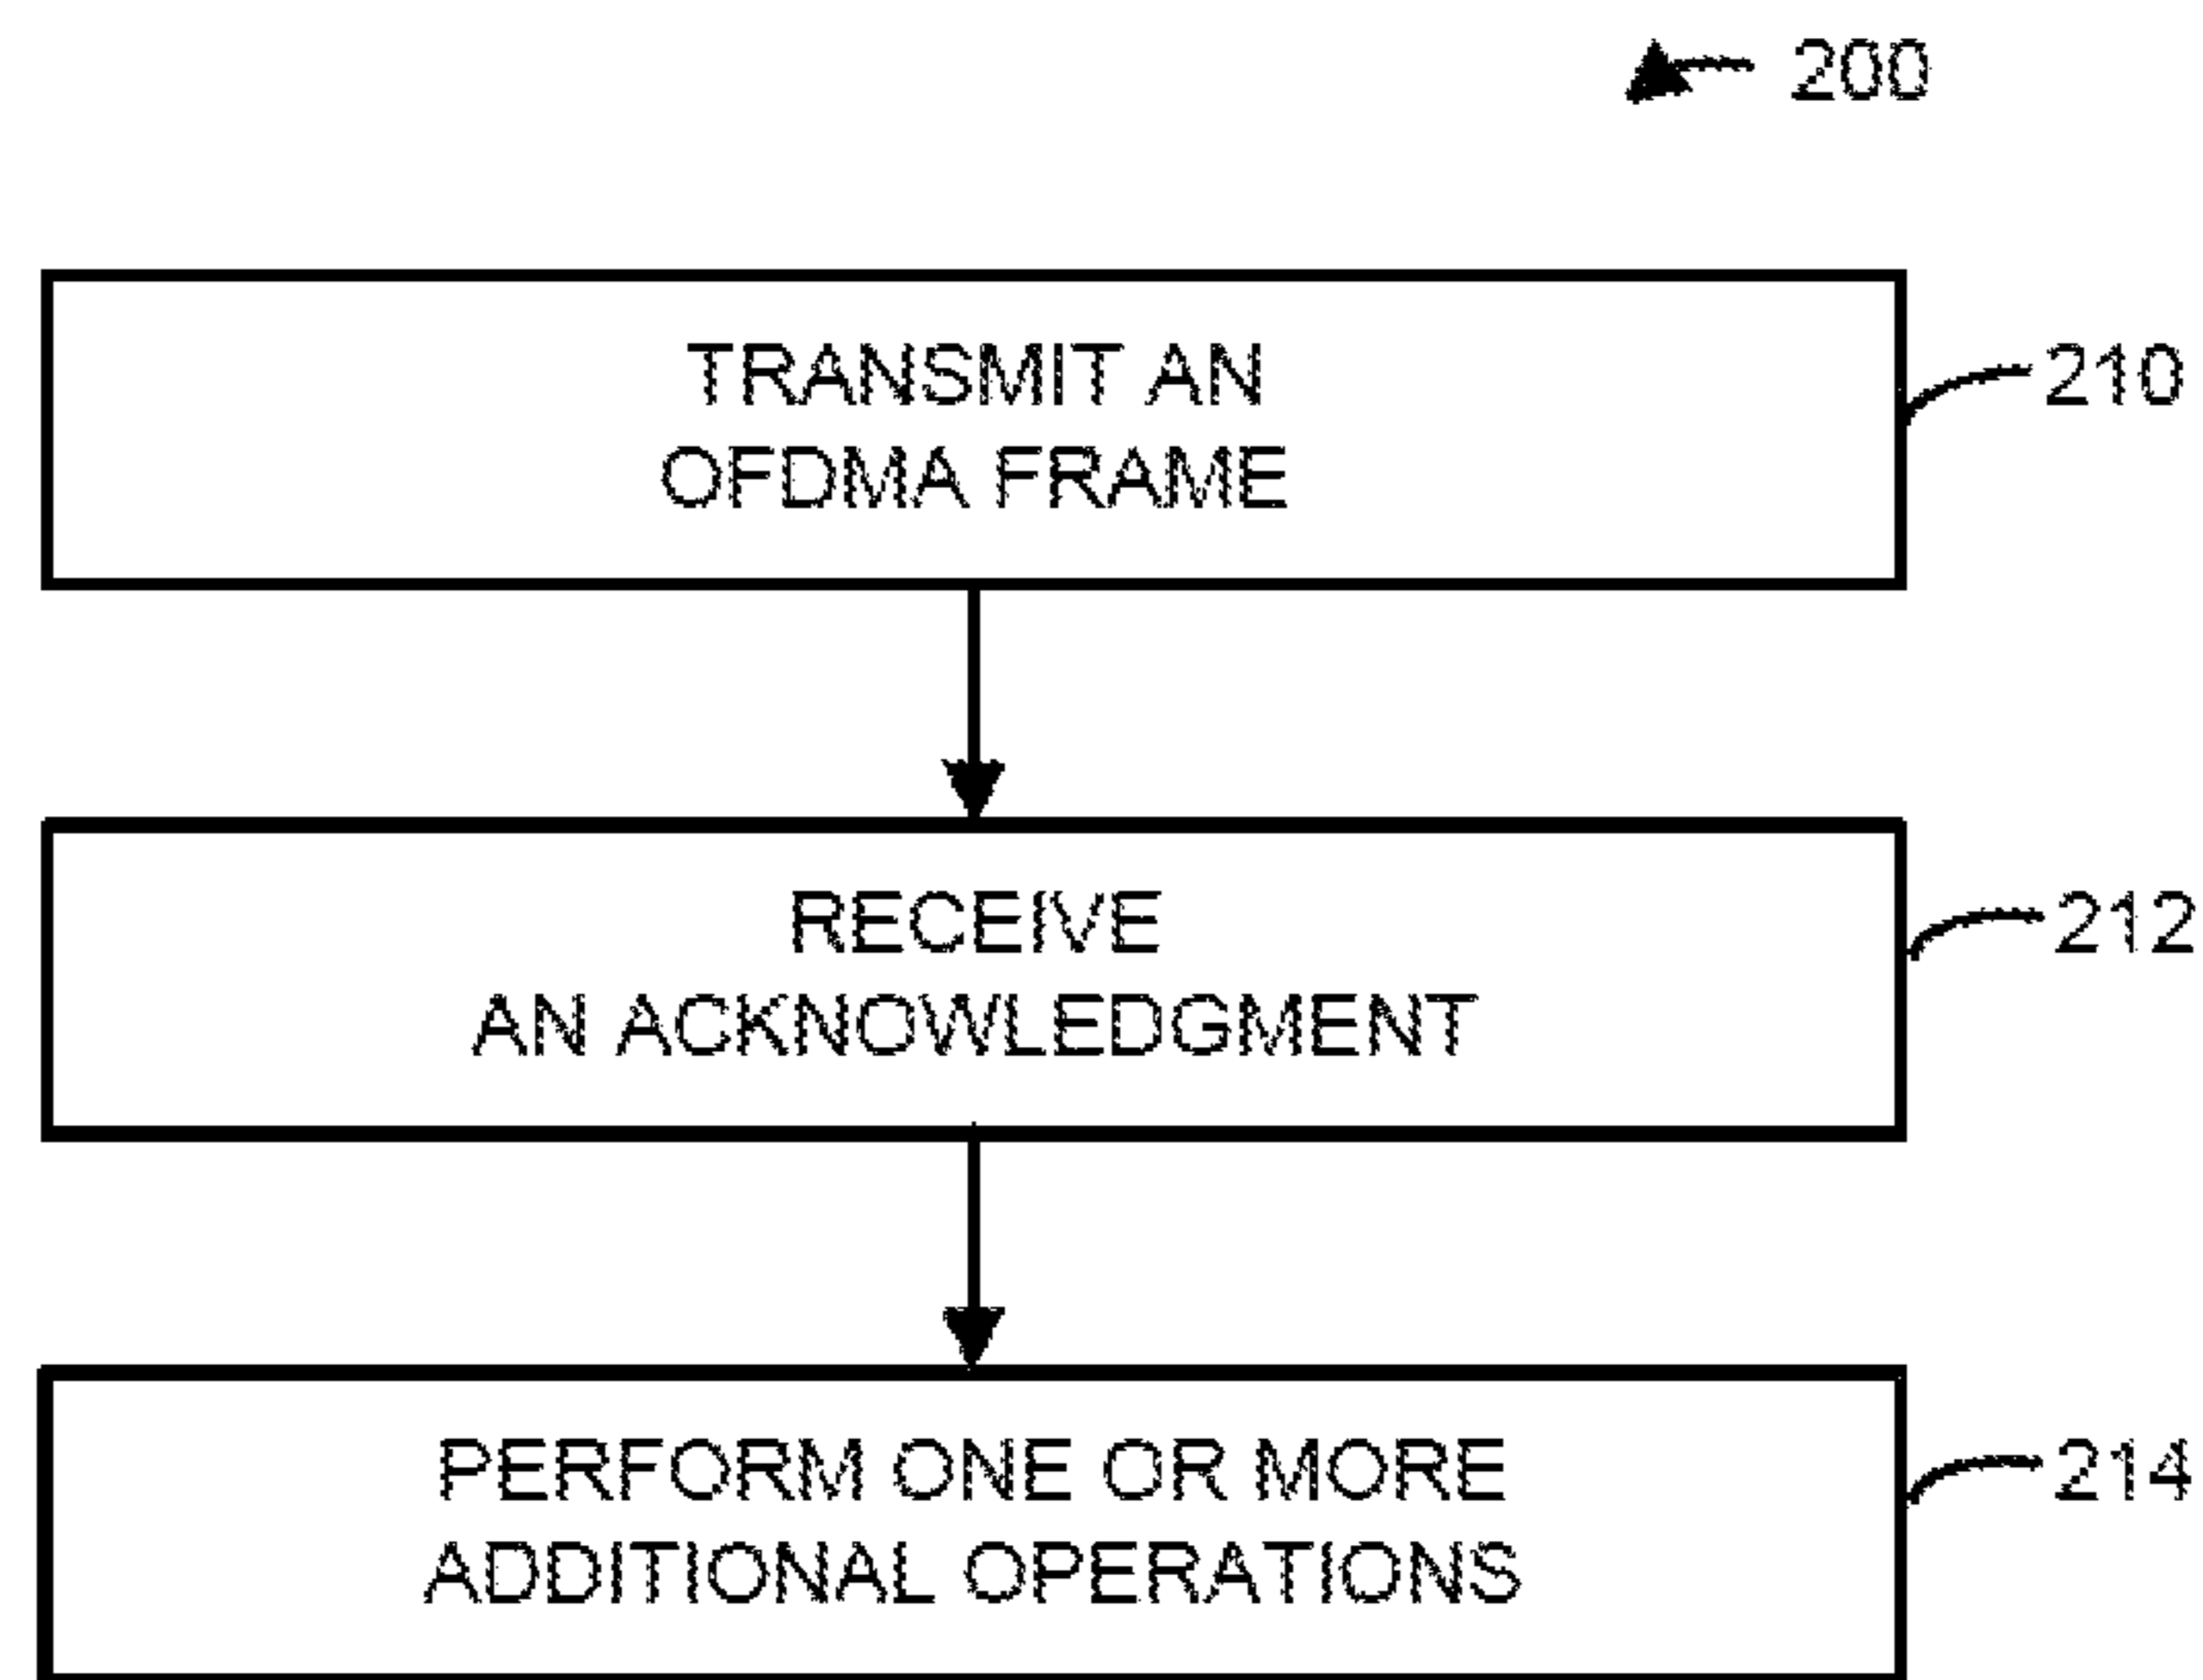 200
TRANSMIT AN
OFDMA FRAME
210
RECEIVE
AN ACKNOWLEDGMENT
212
PERFORM ONE OR MORE
ADDITIONAL OPERATIONS
214